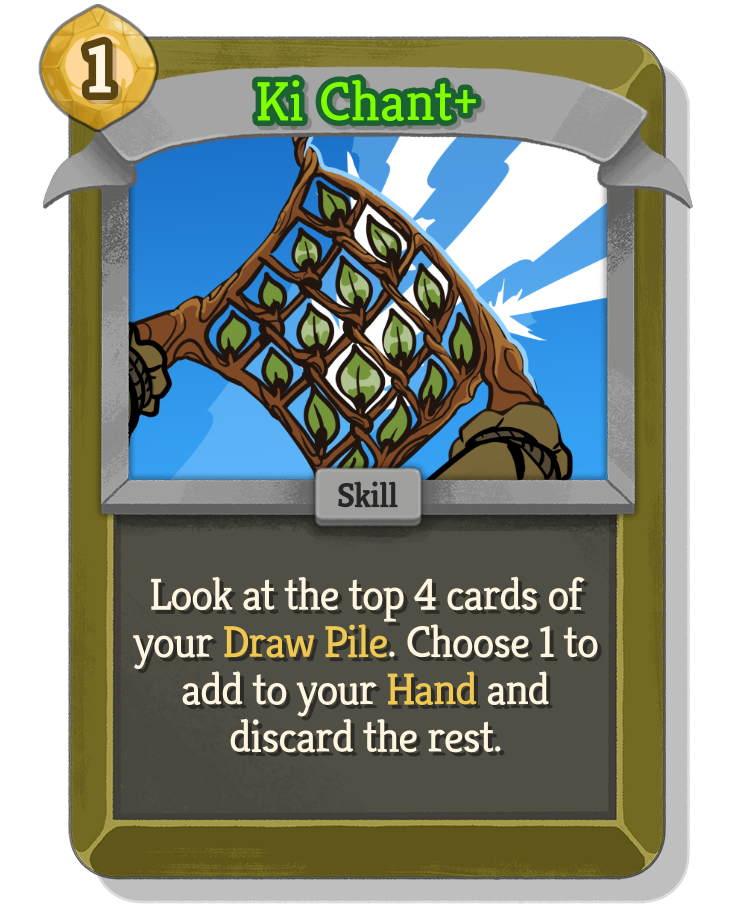 1
Ki Chant+
Skill
Look at the top 4 cards of
your Draw Pile. Choose 1 to
add to your Hand and
discard the rest.